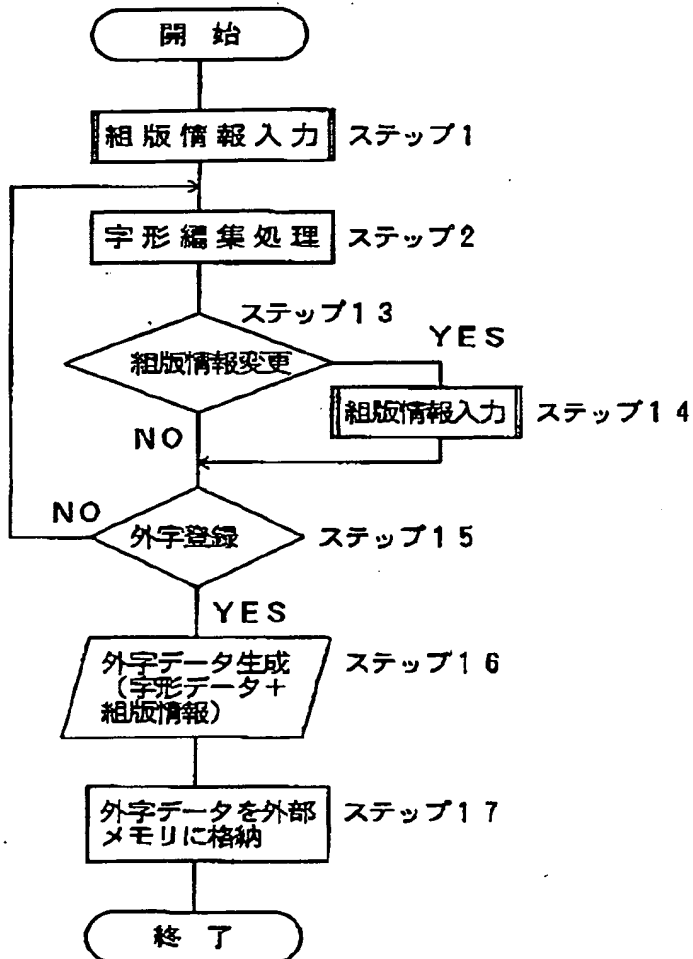 開 始
組版情報入力 ステップ1
字形編集処理 ステップ2
ステップ13
組版情報変更
YES
組版情報入力 ステップ14
NO
NO
外字登録 ステップ15
YES
外字データ生成 ステップ16
(字形データ+
組版情報)
外字データを外部 ステップ17
メモリに格納
終 了